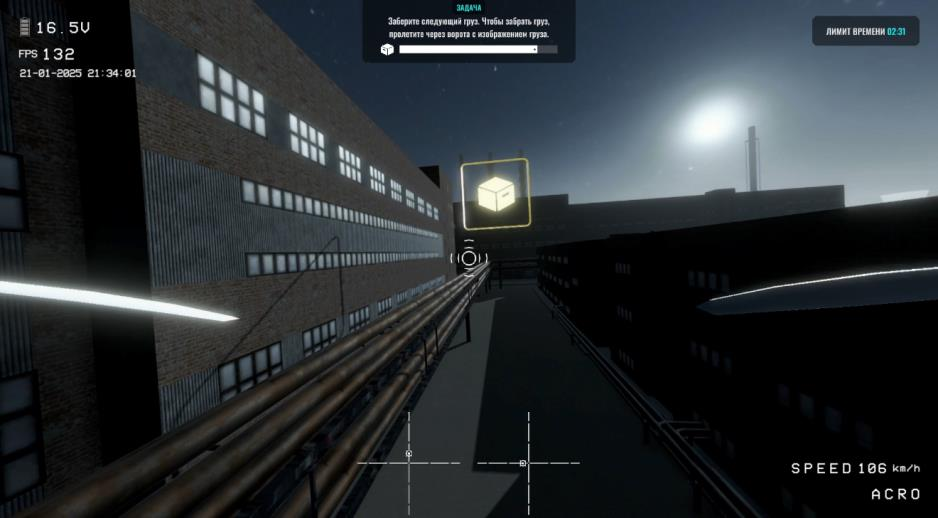 16.5V
FPS 132
21-01-2025 21:34:01
ЗАДАЧА
Заберите следующий груз. Чтобы забрать груз,
пролетите через ворота с изображением груза.
ЛИМИТ ВРЕМЕНИ 02:31
SPEED 106 km/h
ACRO